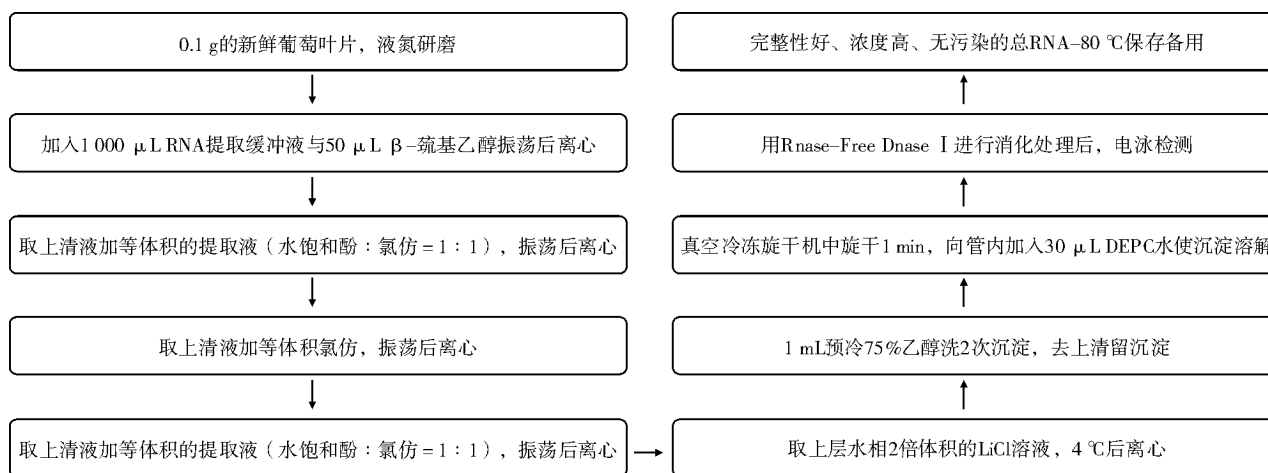 0.1 g的新鲜葡萄叶片，液氮研磨
加入1 000 μL RNA提取缓冲液与50 μL β-巯基乙醇振荡后离心
取上清液加等体积的提取液（水饱和酚：氯仿=1：1），振荡后离心
取上清液加等体积氯仿，振荡后离心
取上清液加等体积的提取液（水饱和酚：氯仿=1：1），振荡后离心
取上层水相2倍体积的LiCl溶液，4 ℃后离心
1 mL预冷75%乙醇洗2次沉淀，去上清留沉淀
真空冷冻旋干机中旋干1 min，向管内加入30 μL DEPC水使沉淀溶解
用Rnase-Free Dnase Ⅰ进行消化处理后，电泳检测
完整性好、浓度高、无污染的总RNA-80 ℃保存备用